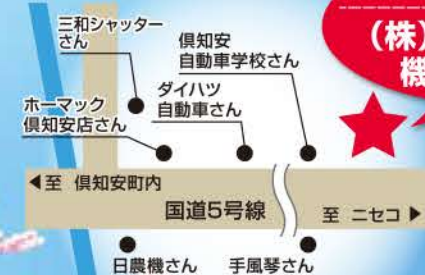 三和シャッター
さん
倶知安
自動車学校さん
(株)
機
ダイハツ
自動車さん
ホーマック
倶知安店さん
◀至 倶知安町内
国道5号線
至 ニセコ▶
日農機さん
手風琴さん